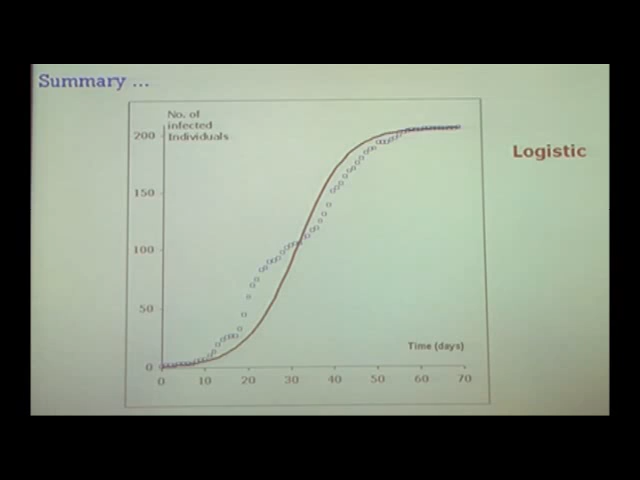 Summary ...
No. of
infected
Individuals
200
150
100
50
0
Time (days)
0 10 20 30 40 50 60 70
Logistic